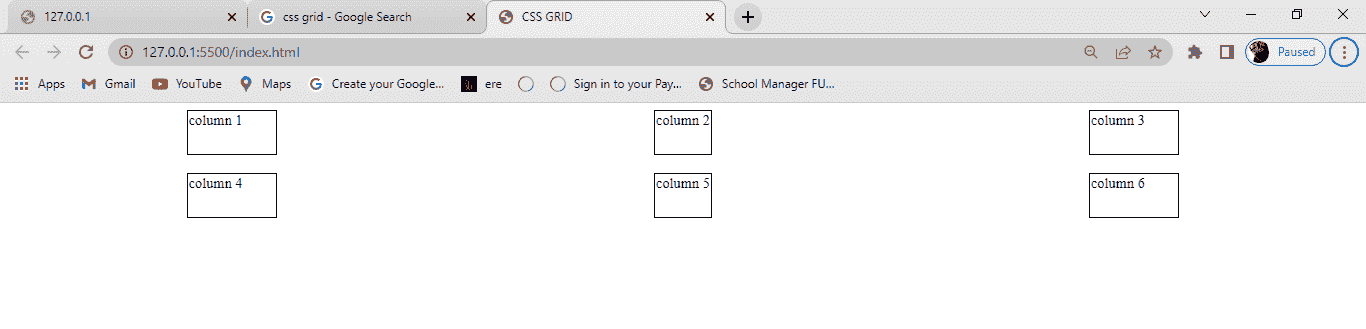 127.0.0.1
css grid - Google Search
CSS GRID
127.0.0.1:5500/index.html
Paused
Apps
Gmail
YouTube
Maps
Create your Google...
ere
Sign in to your Pay...
School Manager FU...
column 1
column 2
column 3
column 4
column 5
column 6